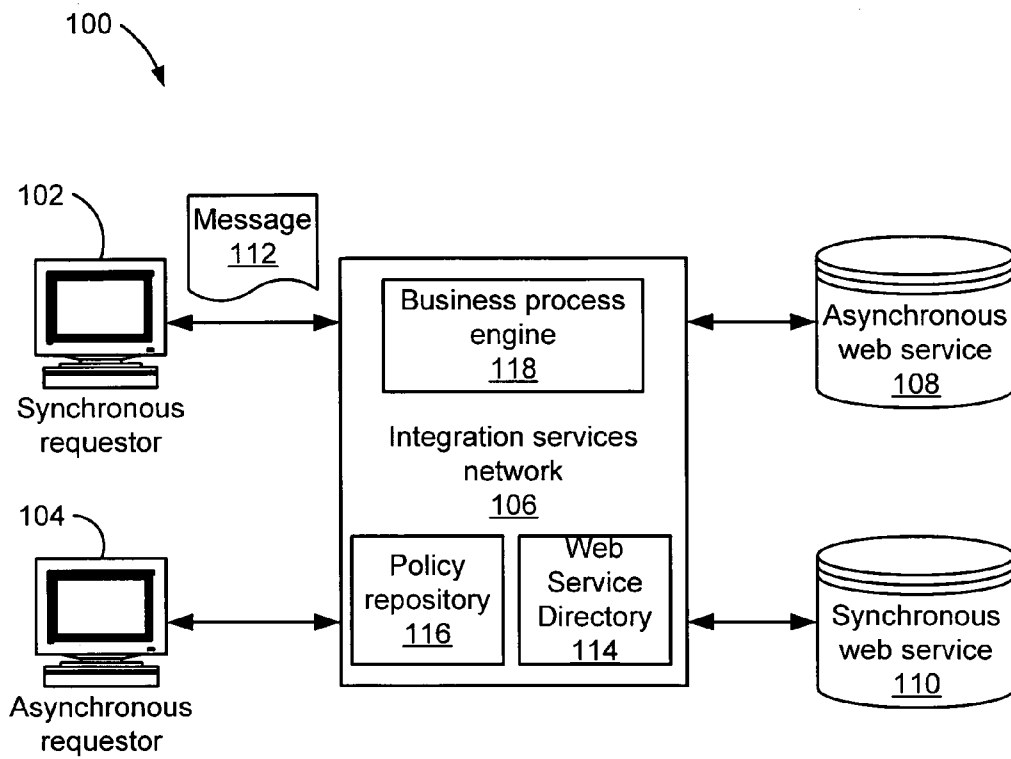 100
102
Message
112
Synchronous
requestor
Business process
engine
118
Integration services
network
106
Asynchronous
web service
108
104
Asynchronous
requestor
Policy
repository
116
Web
Service
Directory
114
Synchronous
web service
110